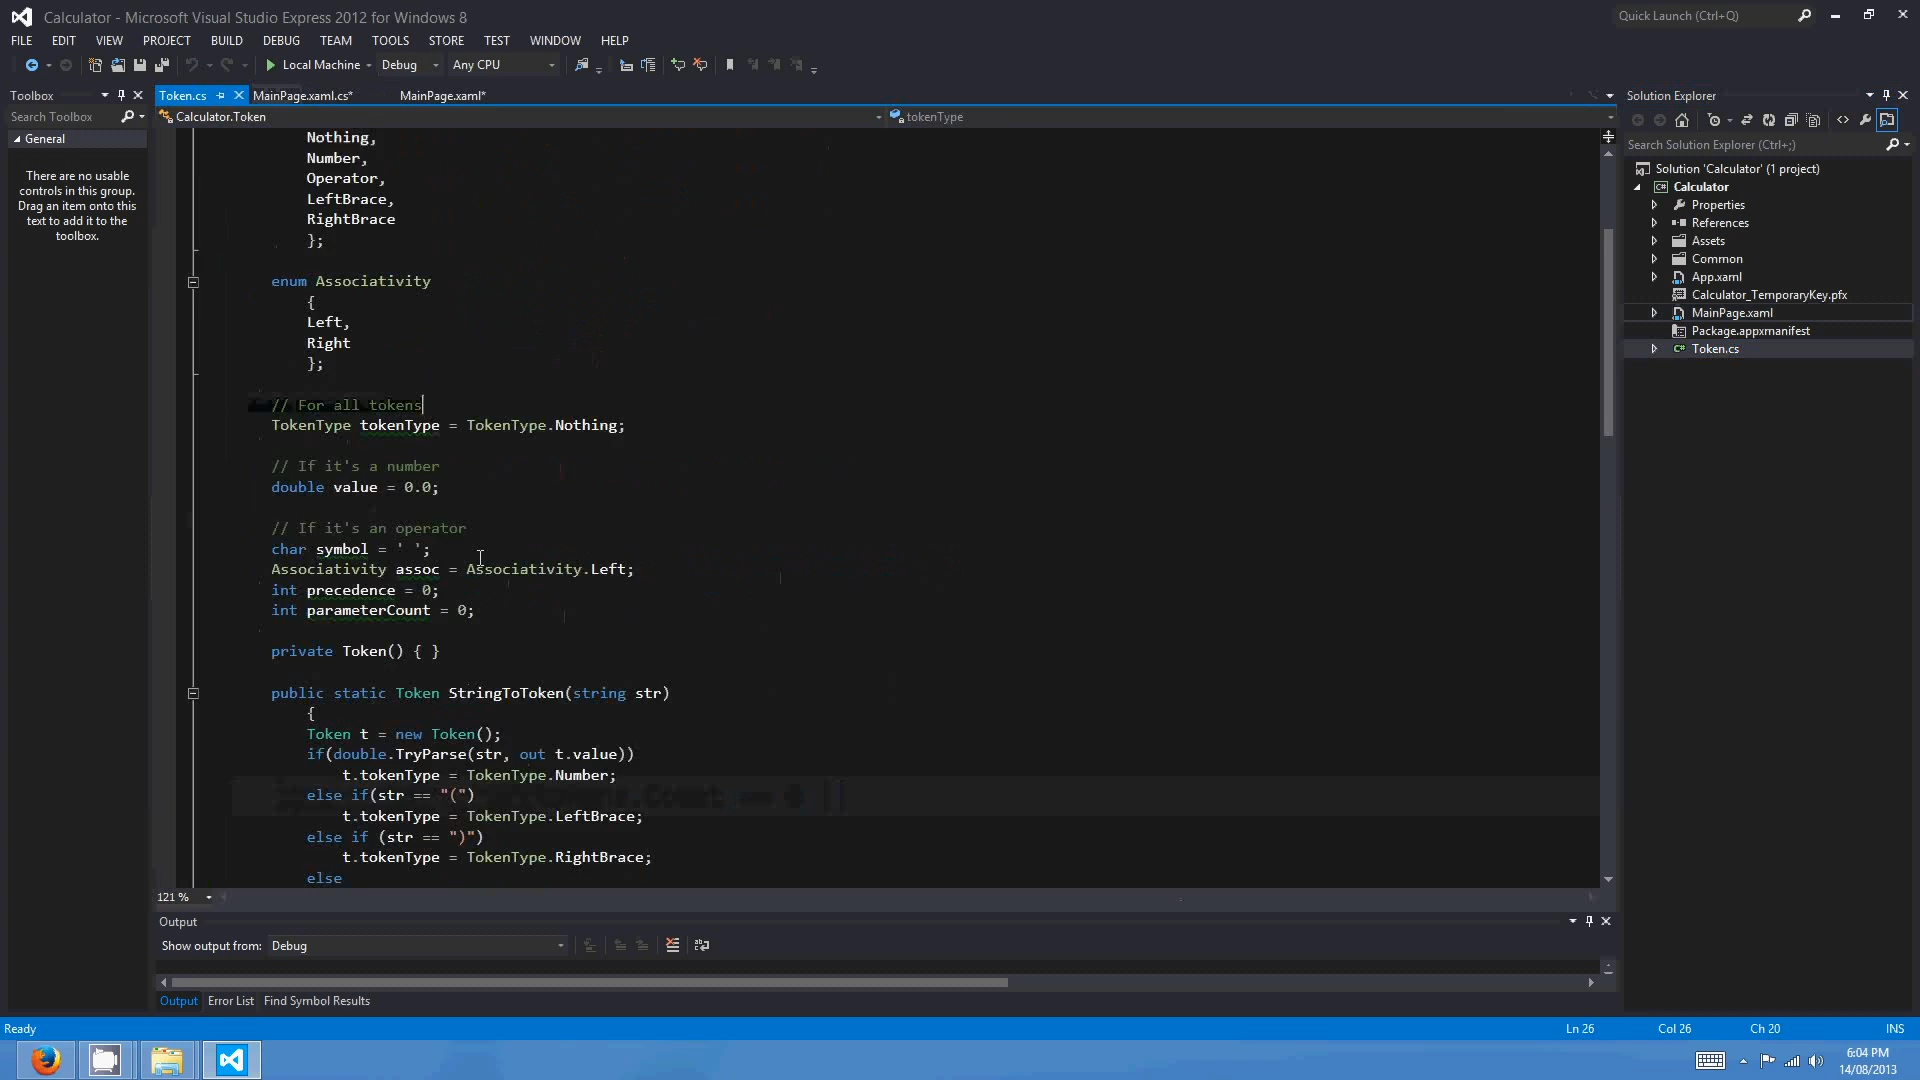 Calculator - Microsoft Visual Studio Express 2012 for Windows 8
Quick Launch (Ctrl+Q)
FILE EDIT VIEW PROJECT BUILD DEBUG TEAM TOOLS STORE TEST WINDOW HELP
Local Machine Debug Any CPU
Toolbox
Search Toolbox
General
There are no usable
controls in this group.
Drag an item onto this
text to add it to the
toolbox.
Token.cs MainPage.xaml.cs* MainPage.xaml*
Calculator.Token tokenType
Nothing,
Number,
Operator,
LeftBrace,
RightBrace
};
enum Associativity
{
Left,
Right
};
// For all tokens
TokenType tokenType = TokenType.Nothing;
// If it's a number
double value = 0.0;
// If it's an operator
char symbol = ' ';
Associativity assoc = Associativity.Left;
int precedence = 0;
int parameterCount = 0;
private Token() { }
public static Token StringToToken(string str)
{
Token t = new Token();
if(double.TryParse(str, out t.value))
t.tokenType = TokenType.Number;
else if(str == "(")
t.tokenType = TokenType.LeftBrace;
else if (str == ")")
t.tokenType = TokenType.RightBrace;
else
121 %
Output
Show output from: Debug
Output Error List Find Symbol Results
Solution Explorer
Search Solution Explorer (Ctrl+;)
Solution 'Calculator' (1 project)
Calculator
Properties
References
Assets
Common
App.xaml
Calculator_TemporaryKey.pfx
MainPage.xaml
Package.appxmanifest
Token.cs
Ready Ln 26 Col 26 Ch 20 INS
6:04 PM
14/08/2013